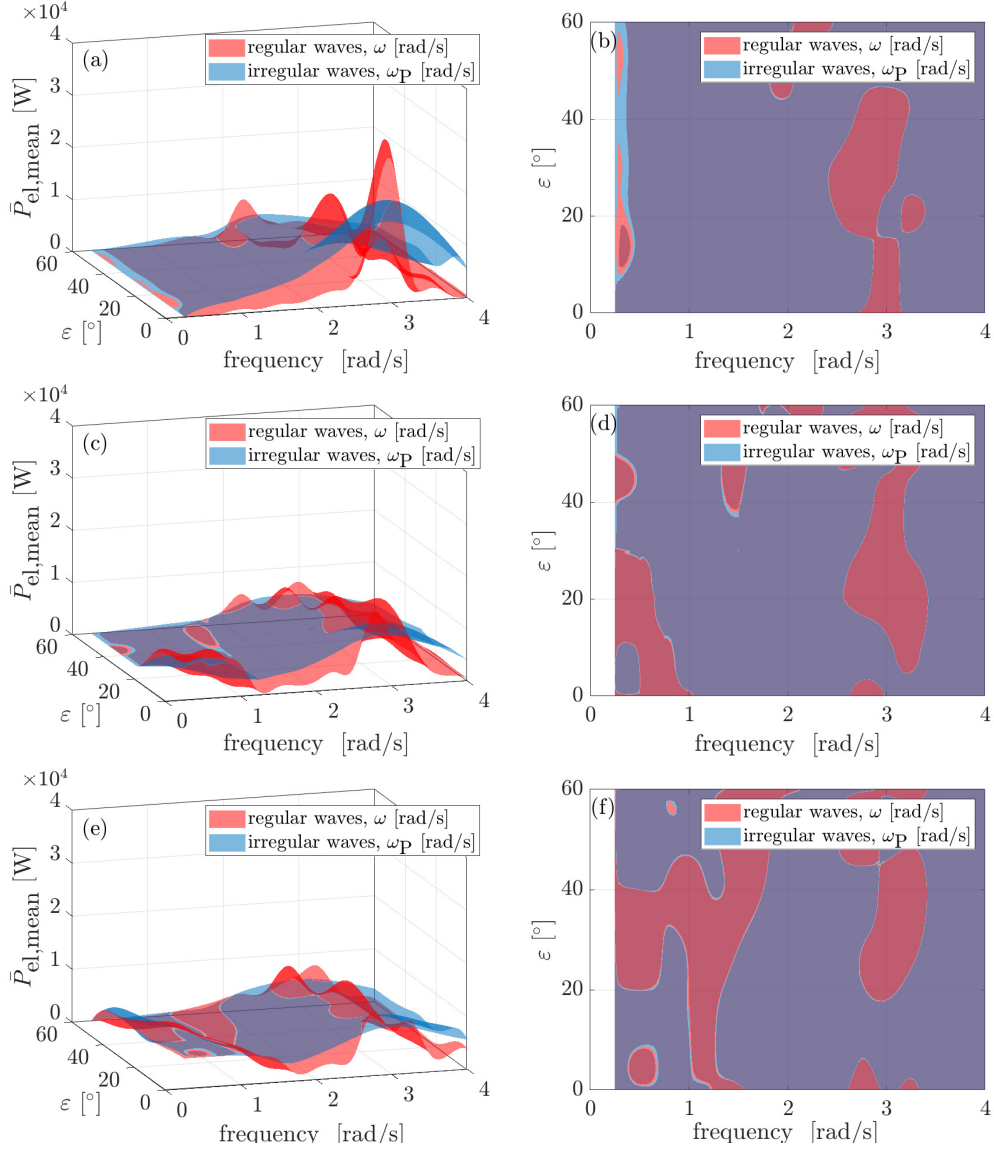 ×10⁴
4
3
2
1
0
P̄el,mean [W]
(a)
regular waves, ω [rad/s]
irregular waves, ωP [rad/s]
60
40
20
0
ε [°]
0
1
2
3
4
frequency [rad/s]
(b)
regular waves, ω [rad/s]
irregular waves, ωP [rad/s]
60
40
20
0
ε [°]
0
1
2
3
4
frequency [rad/s]
×10⁴
4
3
2
1
0
P̄el,mean [W]
(c)
regular waves, ω [rad/s]
irregular waves, ωP [rad/s]
60
40
20
0
ε [°]
0
1
2
3
4
frequency [rad/s]
(d)
regular waves, ω [rad/s]
irregular waves, ωP [rad/s]
60
40
20
0
ε [°]
0
1
2
3
4
frequency [rad/s]
×10⁴
4
3
2
1
0
P̄el,mean [W]
(e)
regular waves, ω [rad/s]
irregular waves, ωP [rad/s]
60
40
20
0
ε [°]
0
1
2
3
4
frequency [rad/s]
(f)
regular waves, ω [rad/s]
irregular waves, ωP [rad/s]
60
40
20
0
ε [°]
0
1
2
3
4
frequency [rad/s]